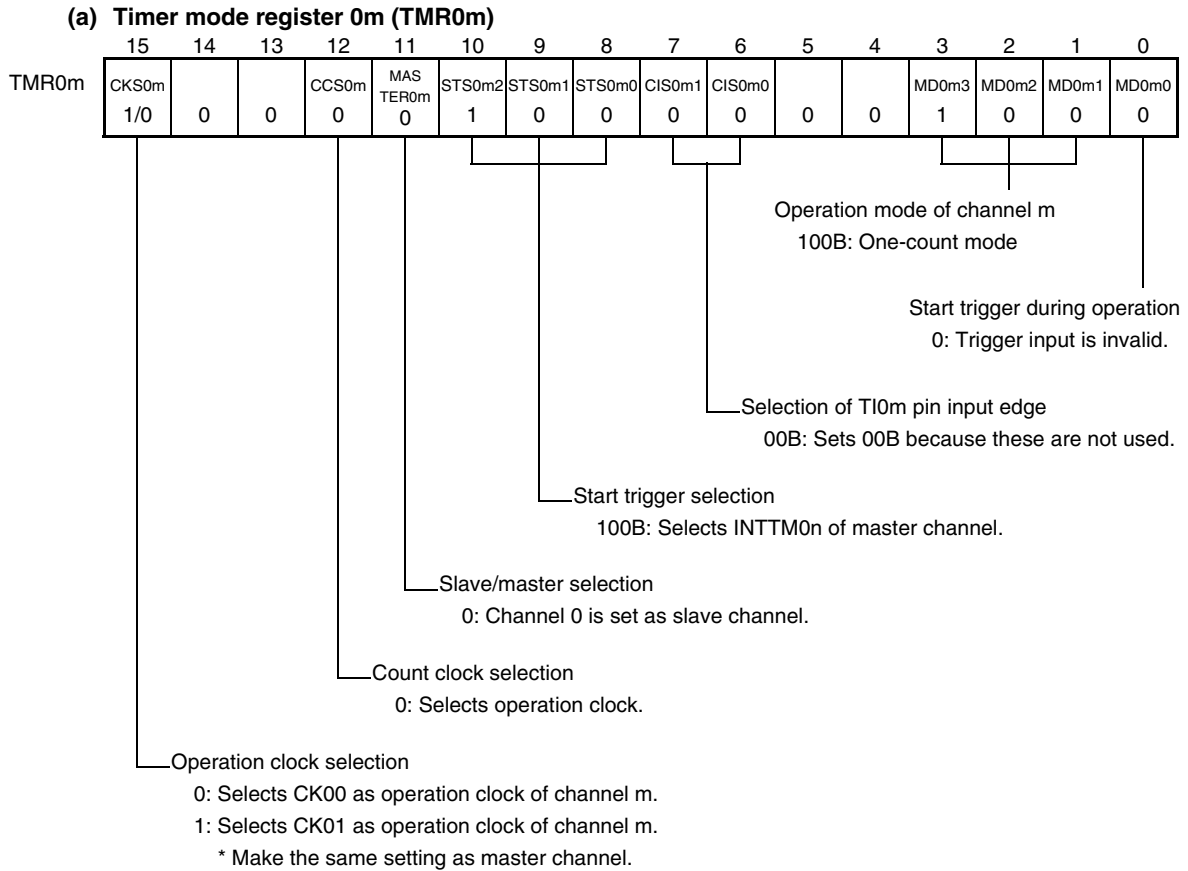 (a) Timer mode register 0m (TMR0m)
15 14 13 12 11 10 9 8 7 6 5 4 3 2 1 0
TMR0m CKS0m CCS0m MAS TER0m STS0m2 STS0m1 STS0m0 CIS0m1 CIS0m0 MD0m3 MD0m2 MD0m1 MD0m0
1/0 0 0 0 0 1 0 0 0 0 0 0 1 0 0 0
Operation mode of channel m
100B: One-count mode
Start trigger during operation
0: Trigger input is invalid.
Selection of TI0m pin input edge
00B: Sets 00B because these are not used.
Start trigger selection
100B: Selects INTTM0n of master channel.
Slave/master selection
0: Channel 0 is set as slave channel.
Count clock selection
0: Selects operation clock.
Operation clock selection
0: Selects CK00 as operation clock of channel m.
1: Selects CK01 as operation clock of channel m.
* Make the same setting as master channel.